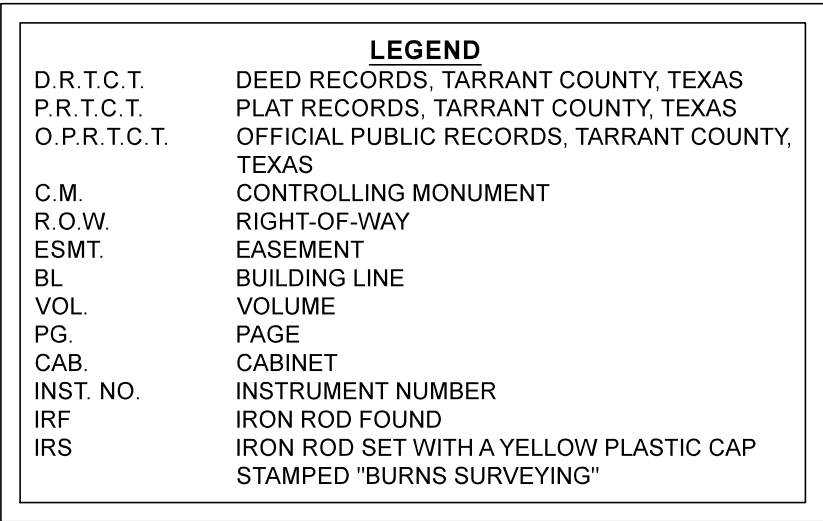 LEGEND
D.R.T.C.T. DEED RECORDS, TARRANT COUNTY, TEXAS
P.R.T.C.T. PLAT RECORDS, TARRANT COUNTY, TEXAS
O.P.R.T.C.T. OFFICIAL PUBLIC RECORDS, TARRANT COUNTY,
TEXAS
C.M. CONTROLLING MONUMENT
R.O.W. RIGHT-OF-WAY
ESMT. EASEMENT
BL BUILDING LINE
VOL. VOLUME
PG. PAGE
CAB. CABINET
INST. NO. INSTRUMENT NUMBER
IRF IRON ROD FOUND
IRS IRON ROD SET WITH A YELLOW PLASTIC CAP
STAMPED "BURNS SURVEYING"